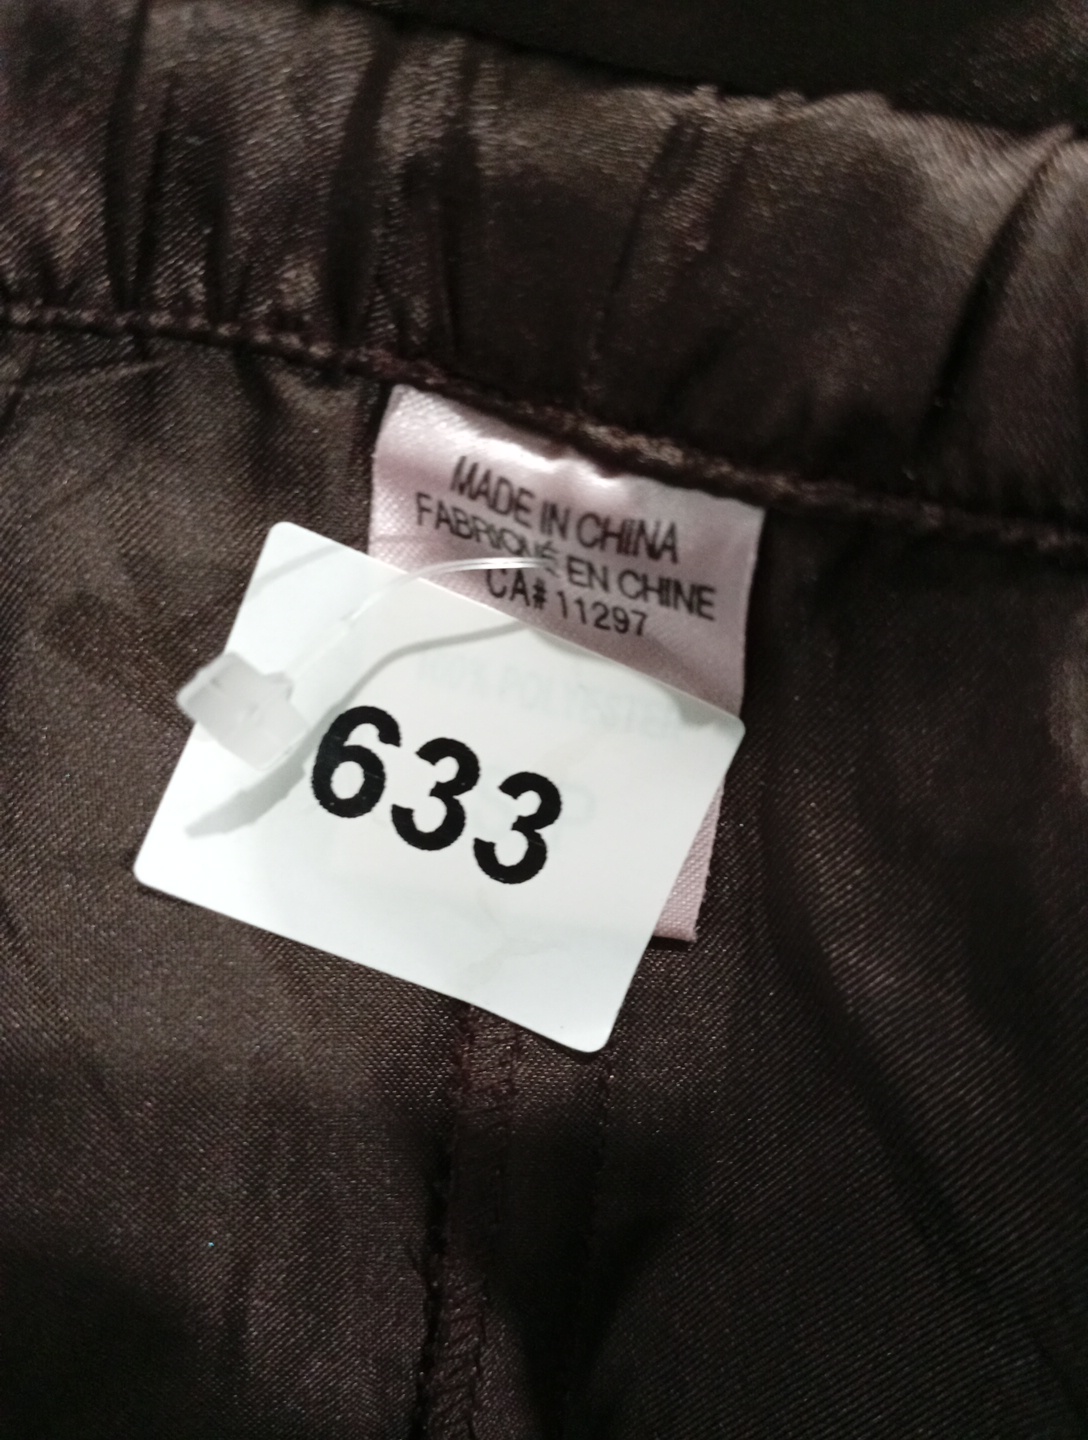 MADE IN CHINA
FABRIQUÉ EN CHINE
CA# 11297
633